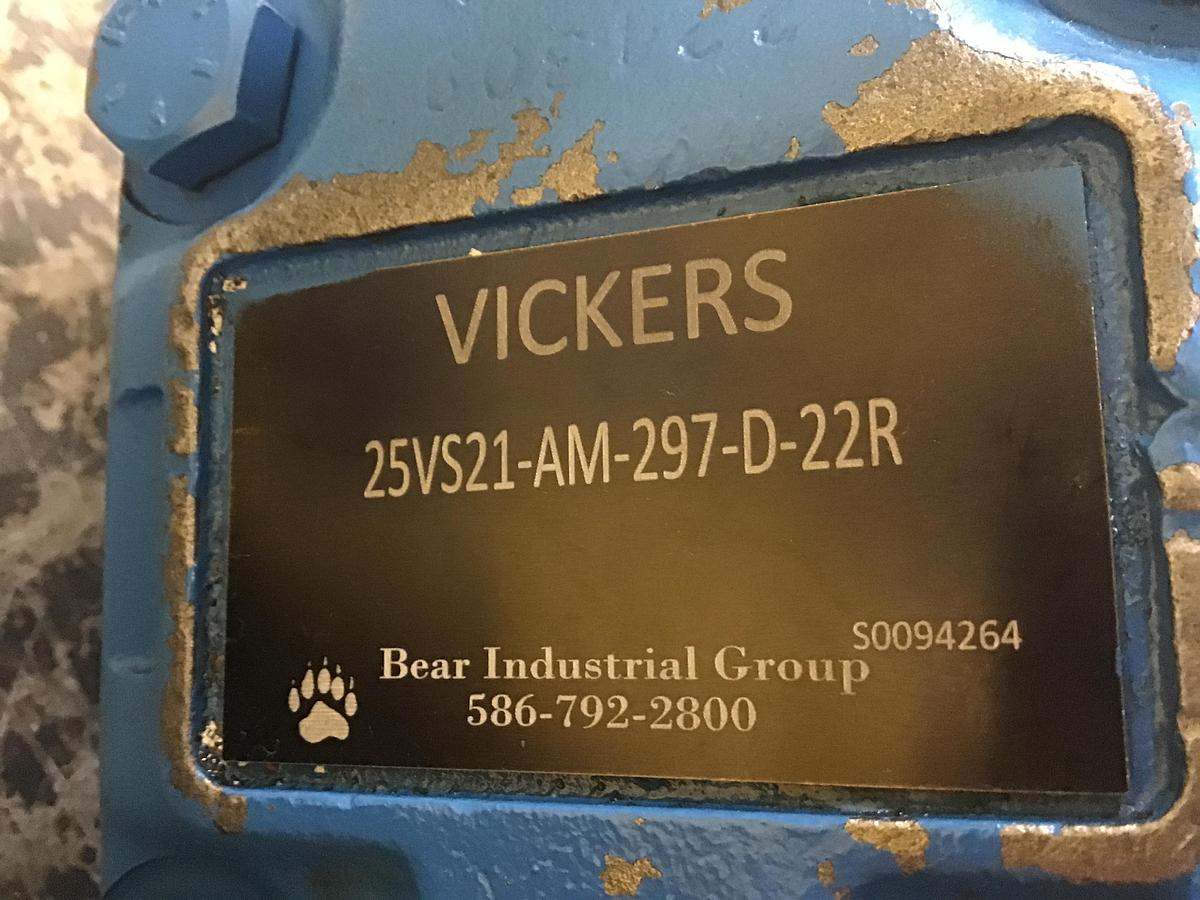 VICKERS
25VS21-AM-297-D-22R
S0094264
Bear Industrial Group
586-792-2800